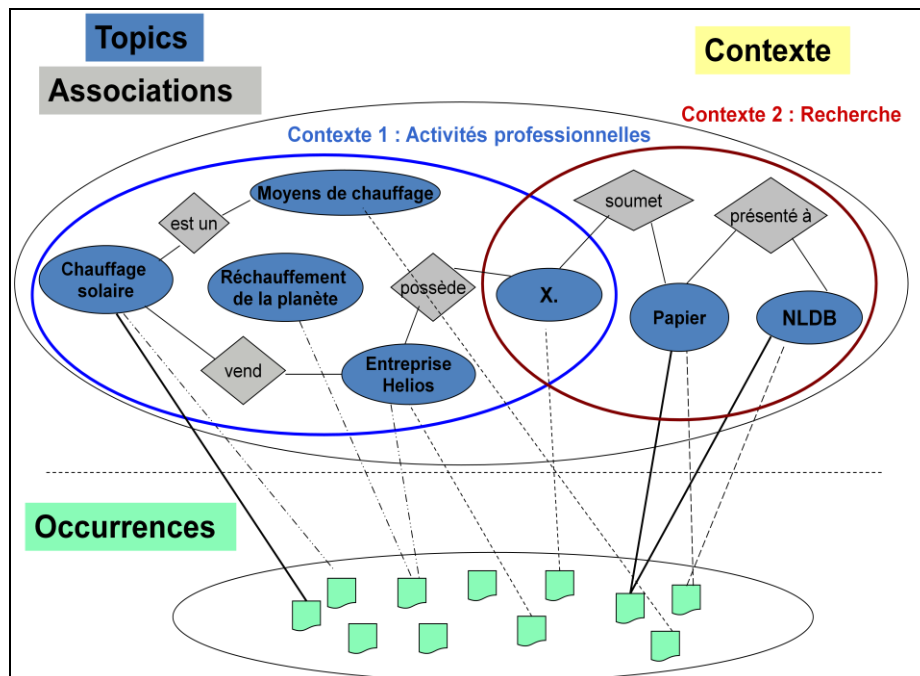 Topics
Associations
Contexte
Contexte 2 : Recherche
Contexte 1 : Activités professionnelles
Moyens de chauffage
est un
soumet
présenté à
Chauffage
solaire
Réchauffement
de la planète
possède
X.
Papier
NLDB
vend
Entreprise
Helios
Occurrences